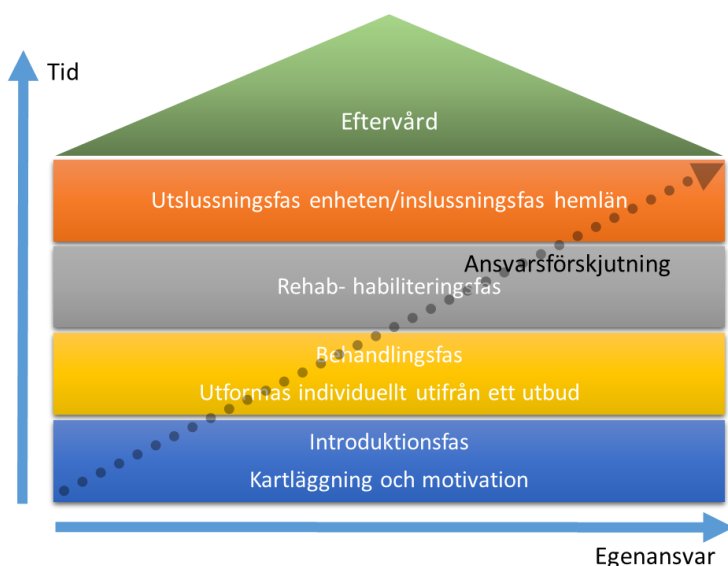 Tid
Eftervård
Utslussningsfas enheten/inslussningsfas hemlän
Ansvarsförskjutning
Rehab- habiliteringsfas
Behandlingsfas
Utformas individuellt utifrån ett utbud
Introduktionsfas
Kartläggning och motivation
Egenansvar